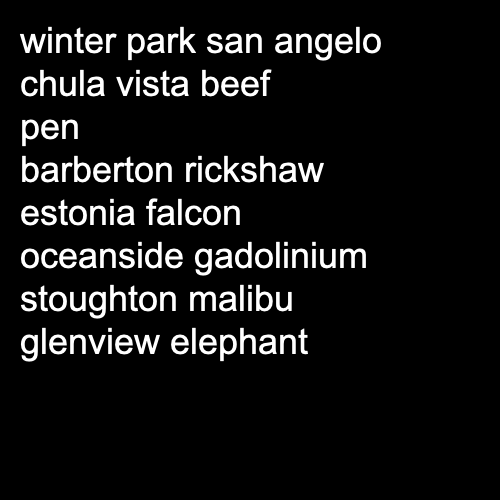 winter park san angelo
chula vista beef
pen
barberton rickshaw
estonia falcon
oceanside gadolinium
stoughton malibu
glenview elephant